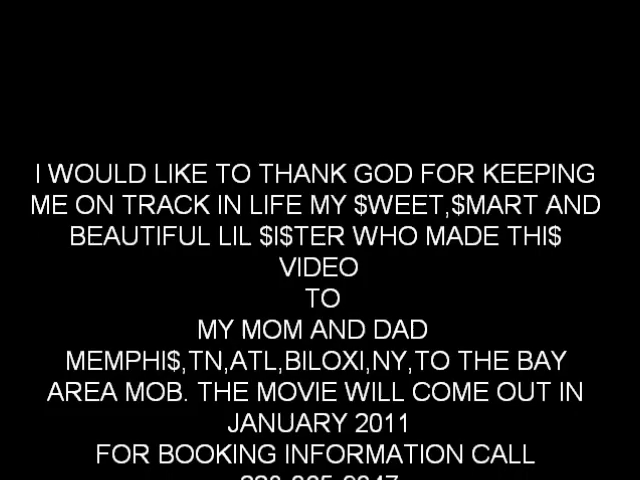 I WOULD LIKE TO THANK GOD FOR KEEPING
ME ON TRACK IN LIFE MY $WEET,$MART AND
BEAUTIFUL LIL $I$TER WHO MADE THI$
VIDEO
TO
MY MOM AND DAD
MEMPHI$,TN,ATL,BILOXI,NY,TO THE BAY
AREA MOB. THE MOVIE WILL COME OUT IN
JANUARY 2011
FOR BOOKING INFORMATION CALL